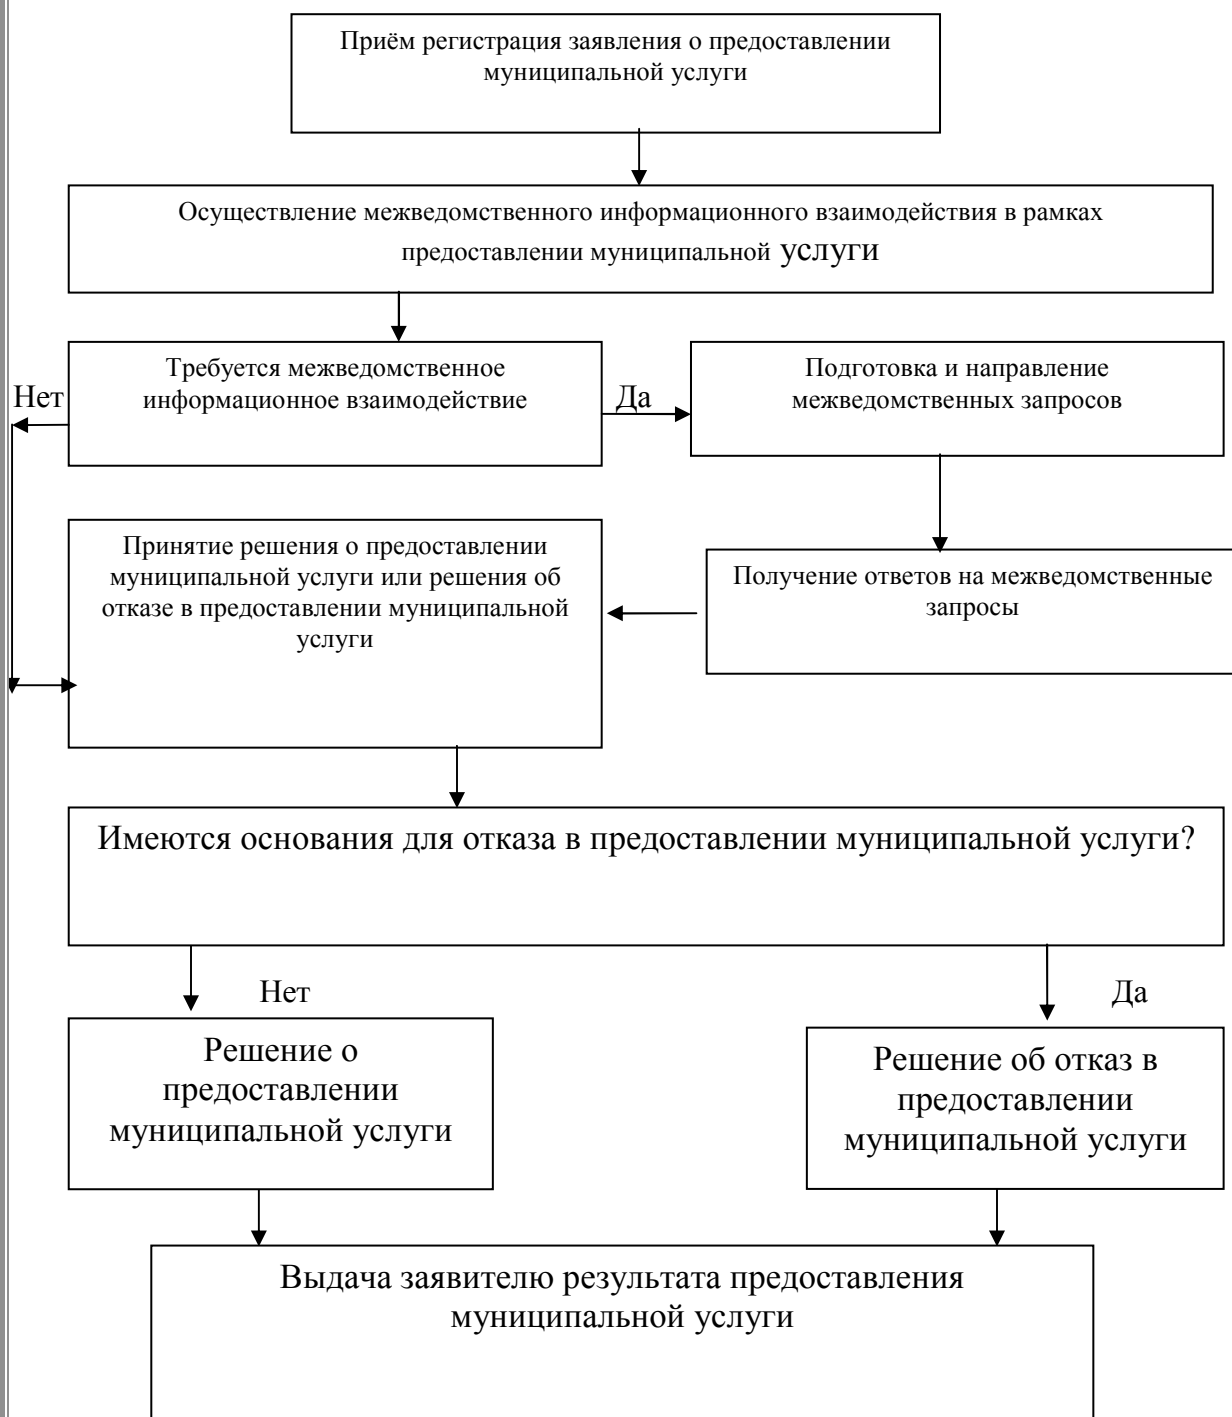 Приём регистрация заявления о предоставлении
муниципальной услуги
Осуществление межведомственного информационного взаимодействия в рамках
предоставлении муниципальной услуги
Требуется межведомственное
информационное взаимодействие
Нет
Да
Подготовка и направление
межведомственных запросов
Принятие решения о предоставлении
муниципальной услуги или решения об
отказе в предоставлении муниципальной
услуги
Получение ответов на межведомственные
запросы
Имеются основания для отказа в предоставлении муниципальной услуги?
Нет
Да
Решение о
предоставлении
муниципальной услуги
Решение об отказ в
предоставлении
муниципальной услуги
Выдача заявителю результата предоставления
муниципальной услуги